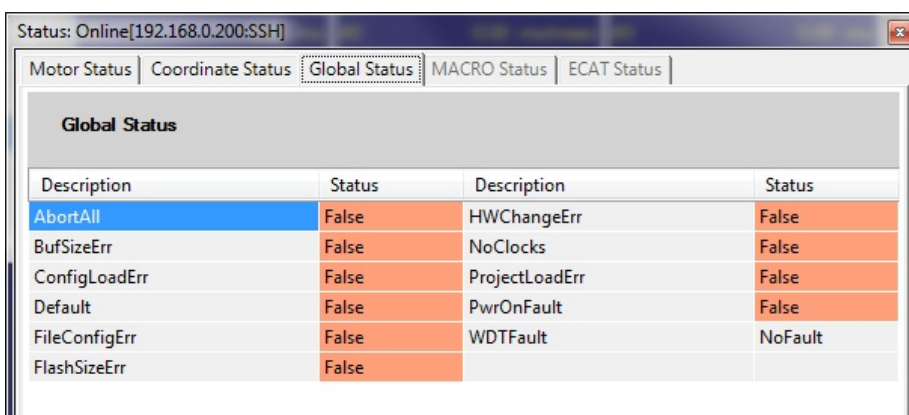 Status: Online[192.168.0.200:SSH]
Motor Status Coordinate Status Global Status MACRO Status ECAT Status
Global Status
Description Status Description Status
AbortAll False HWChangeErr False
BufSizeErr False NoClocks False
ConfigLoadErr False ProjectLoadErr False
Default False PwrOnFault False
FileConfigErr False WDTFault NoFault
FlashSizeErr False